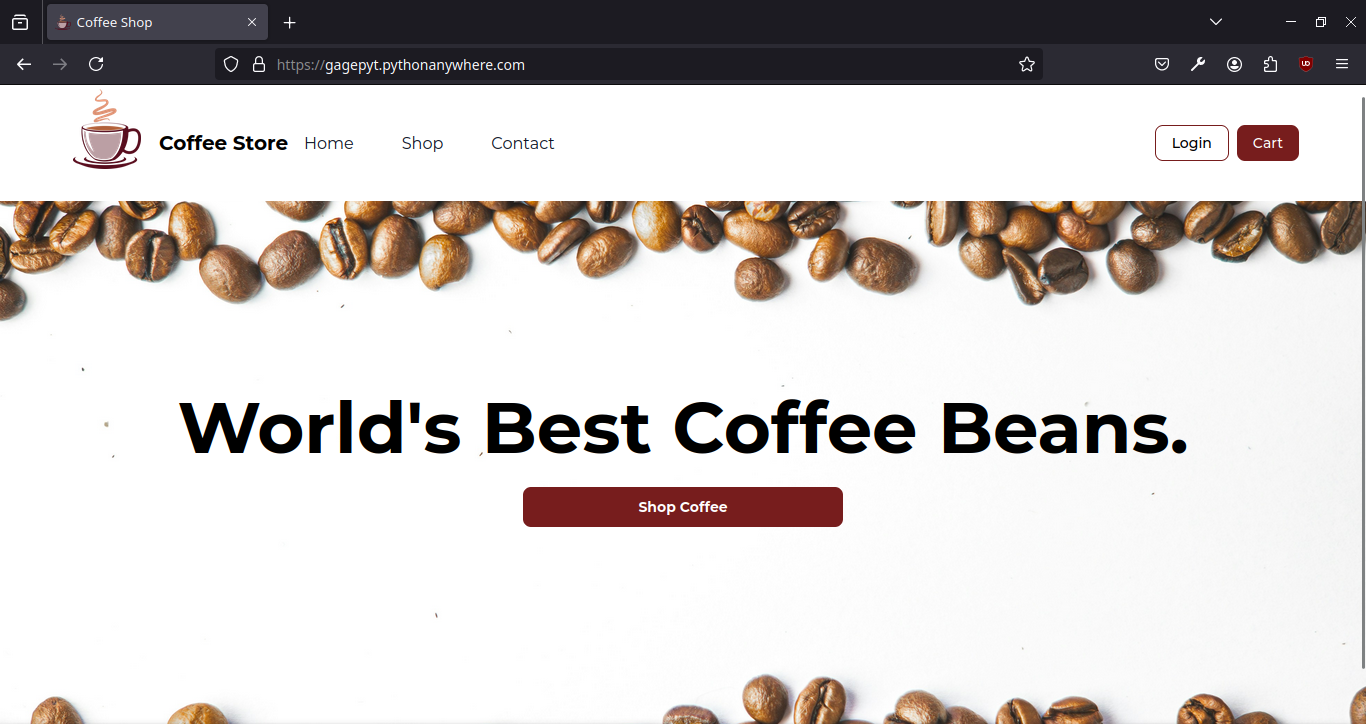 Coffee Shop
https://gagepyt.pythonanywhere.com
Coffee Store Home Shop Contact Login Cart
World's Best Coffee Beans.
Shop Coffee